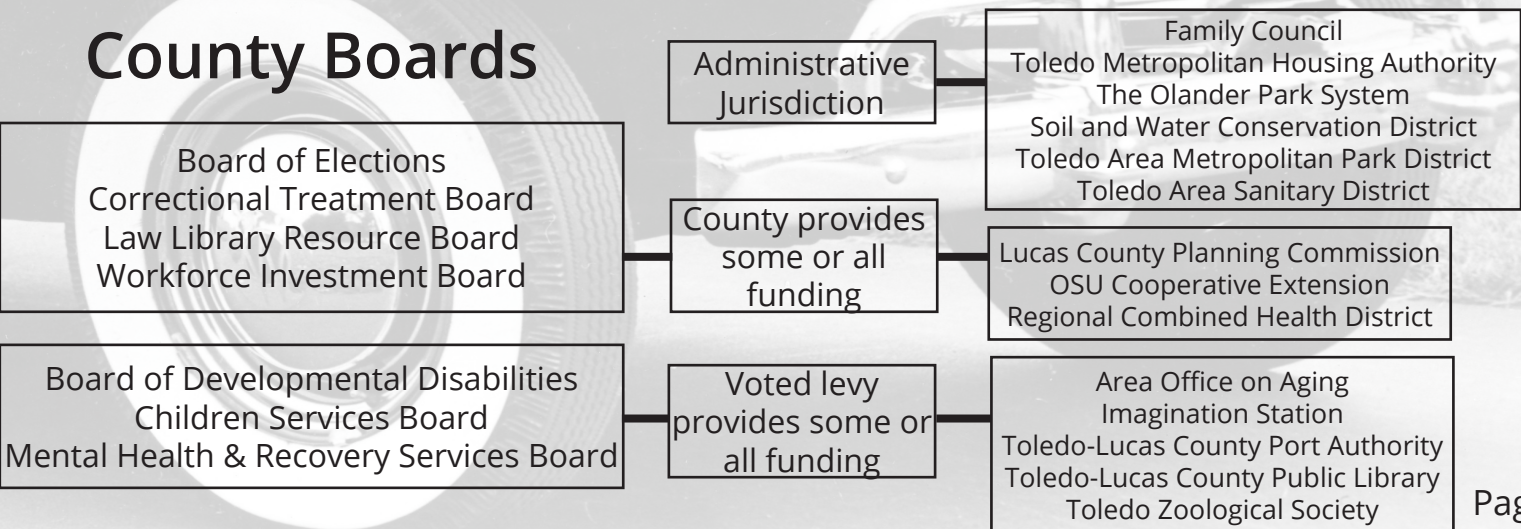 County Boards
Board of Elections
Correctional Treatment Board
Law Library Resource Board
Workforce Investment Board
Board of Developmental Disabilities
Children Services Board
Mental Health & Recovery Services Board
Administrative
Jurisdiction
County provides
some or all
funding
Voted levy
provides some or
all funding
Family Council
Toledo Metropolitan Housing Authority
The Olander Park System
Soil and Water Conservation District
Toledo Area Metropolitan Park District
Toledo Area Sanitary District
Lucas County Planning Commission
OSU Cooperative Extension
Regional Combined Health District
Area Office on Aging
Imagination Station
Toledo-Lucas County Port Authority
Toledo-Lucas County Public Library
Toledo Zoological Society